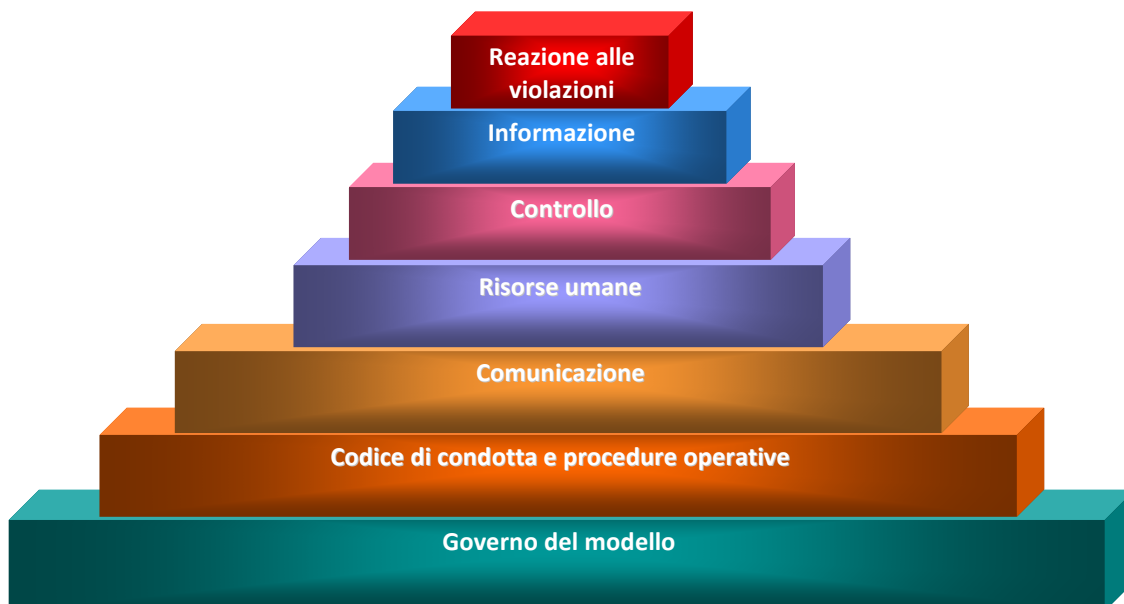 Reazione alle
violazioni
Informazione
Controllo
Risorse umane
Comunicazione
Codice di condotta e procedure operative
Governo del modello